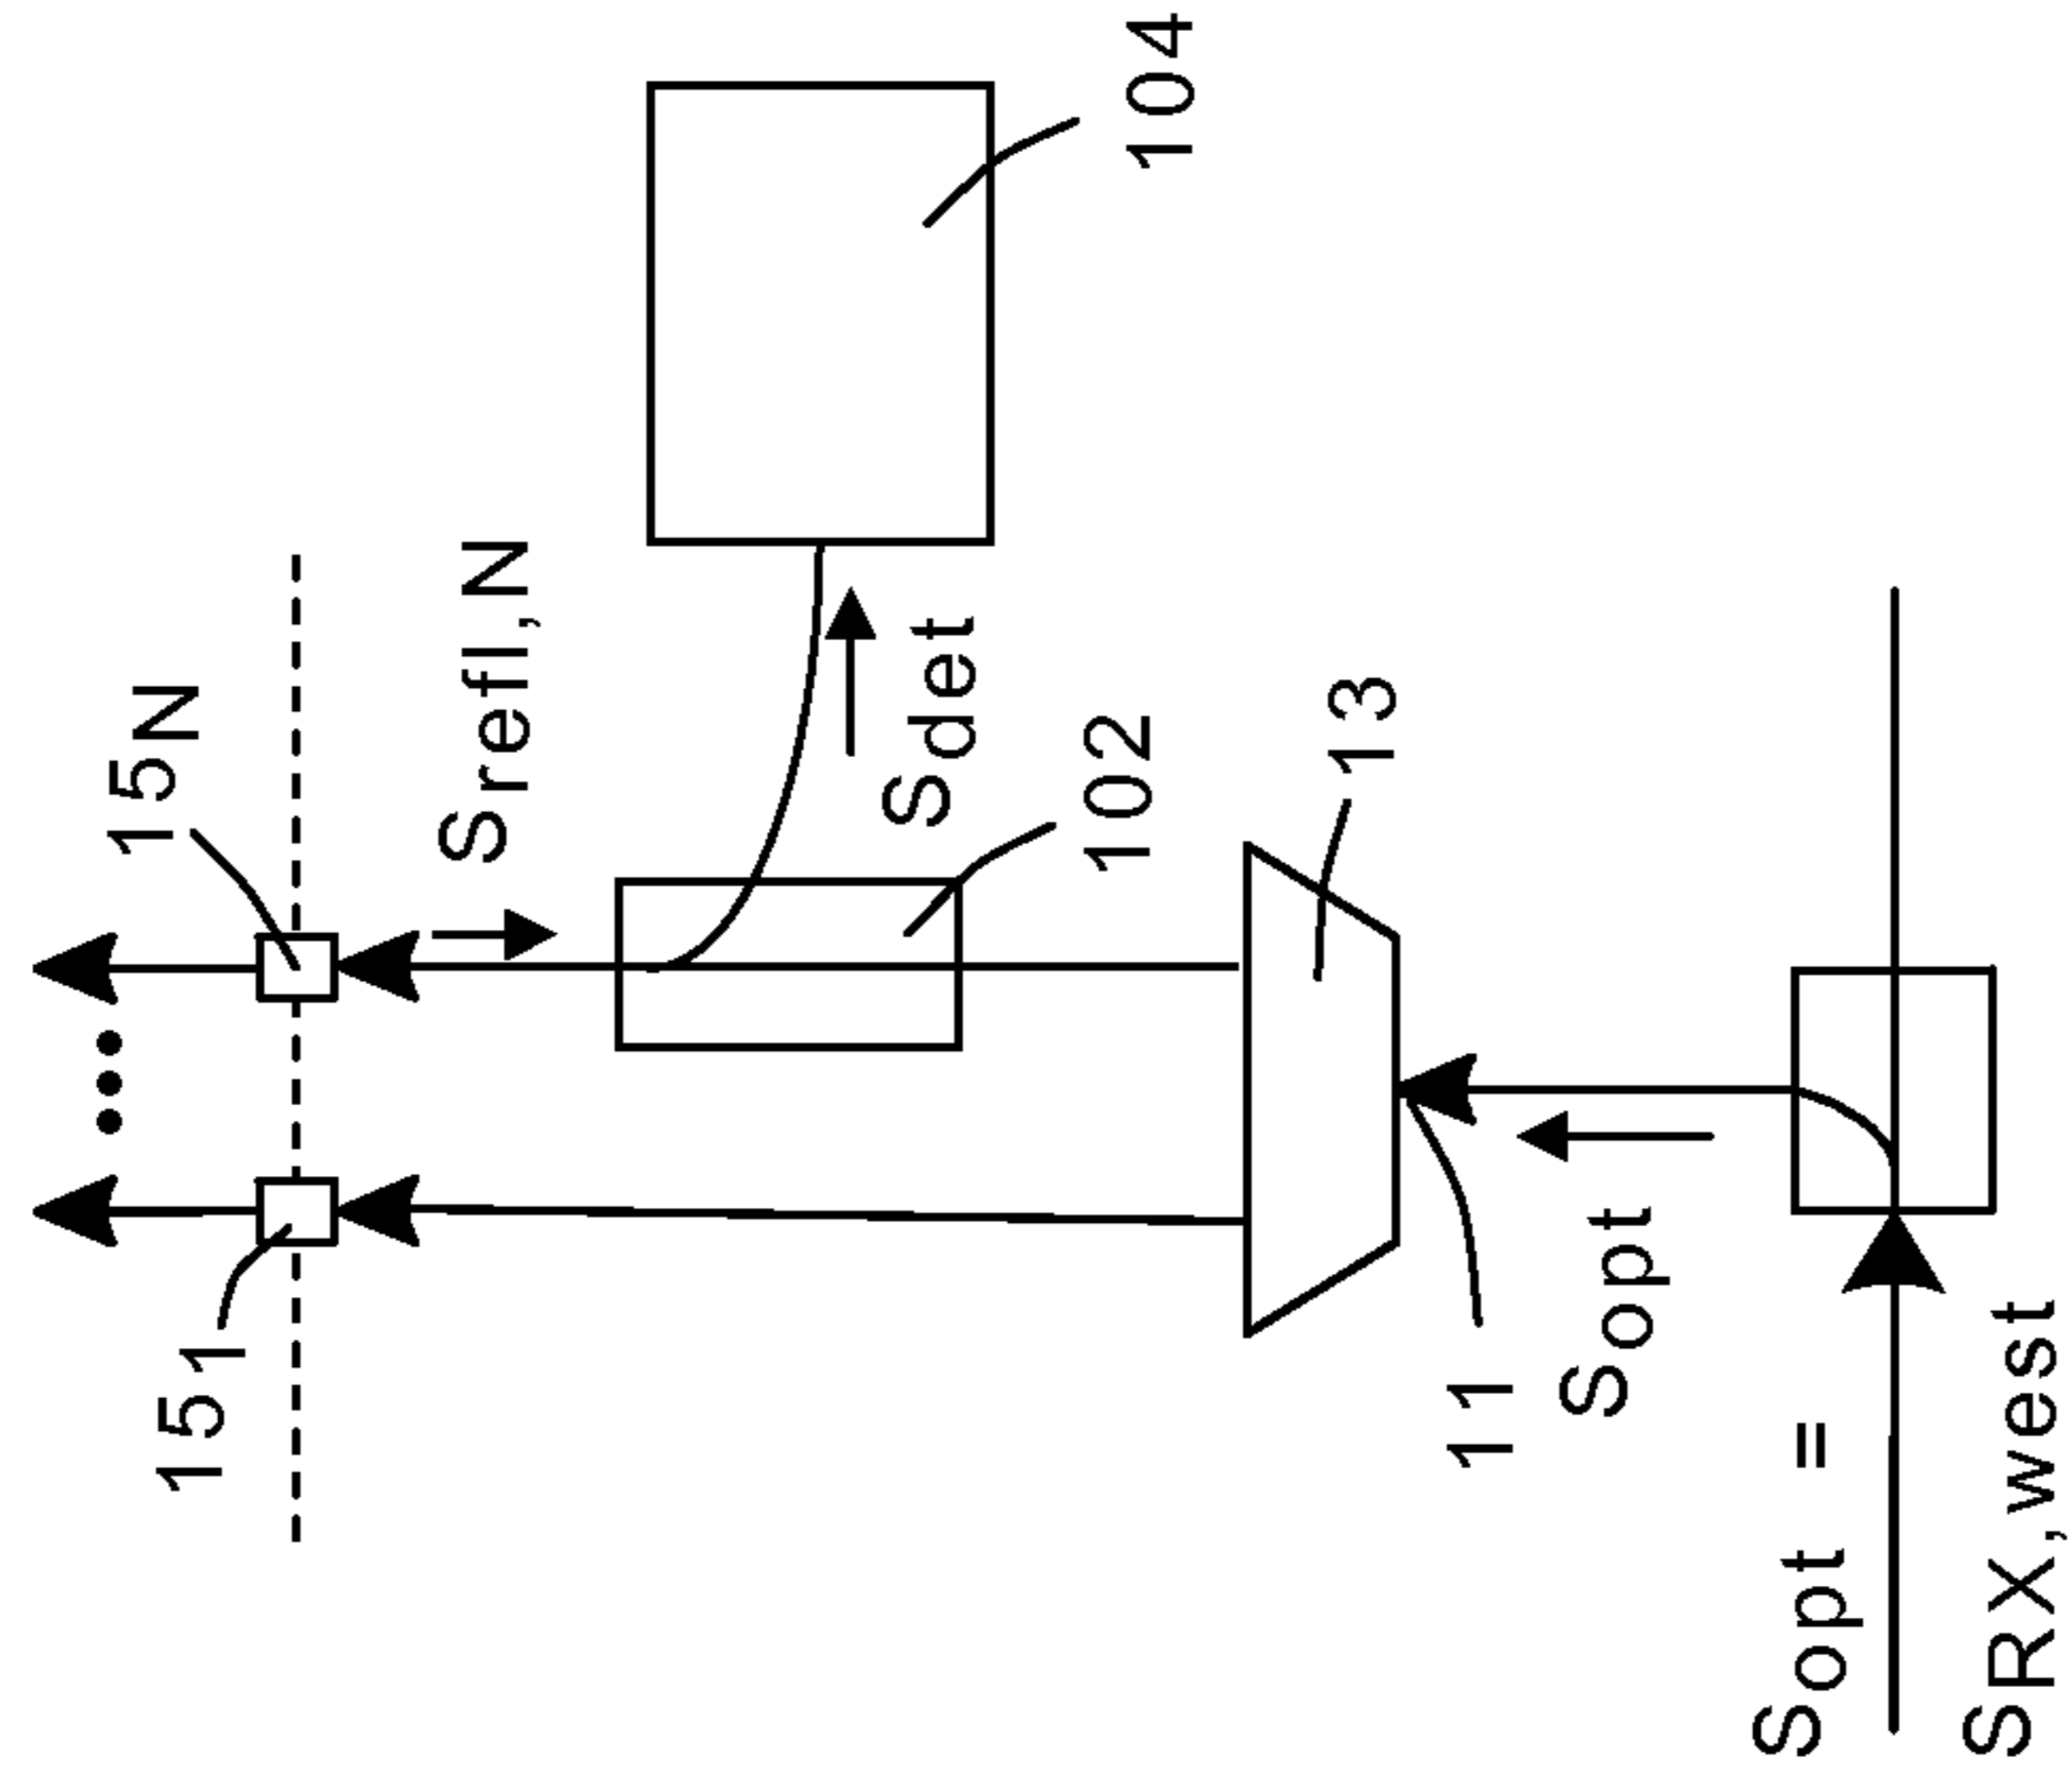 151
15N
Srefl,N
Sdet
102
104
13
11
Sopt
Sopt =
SRX,west